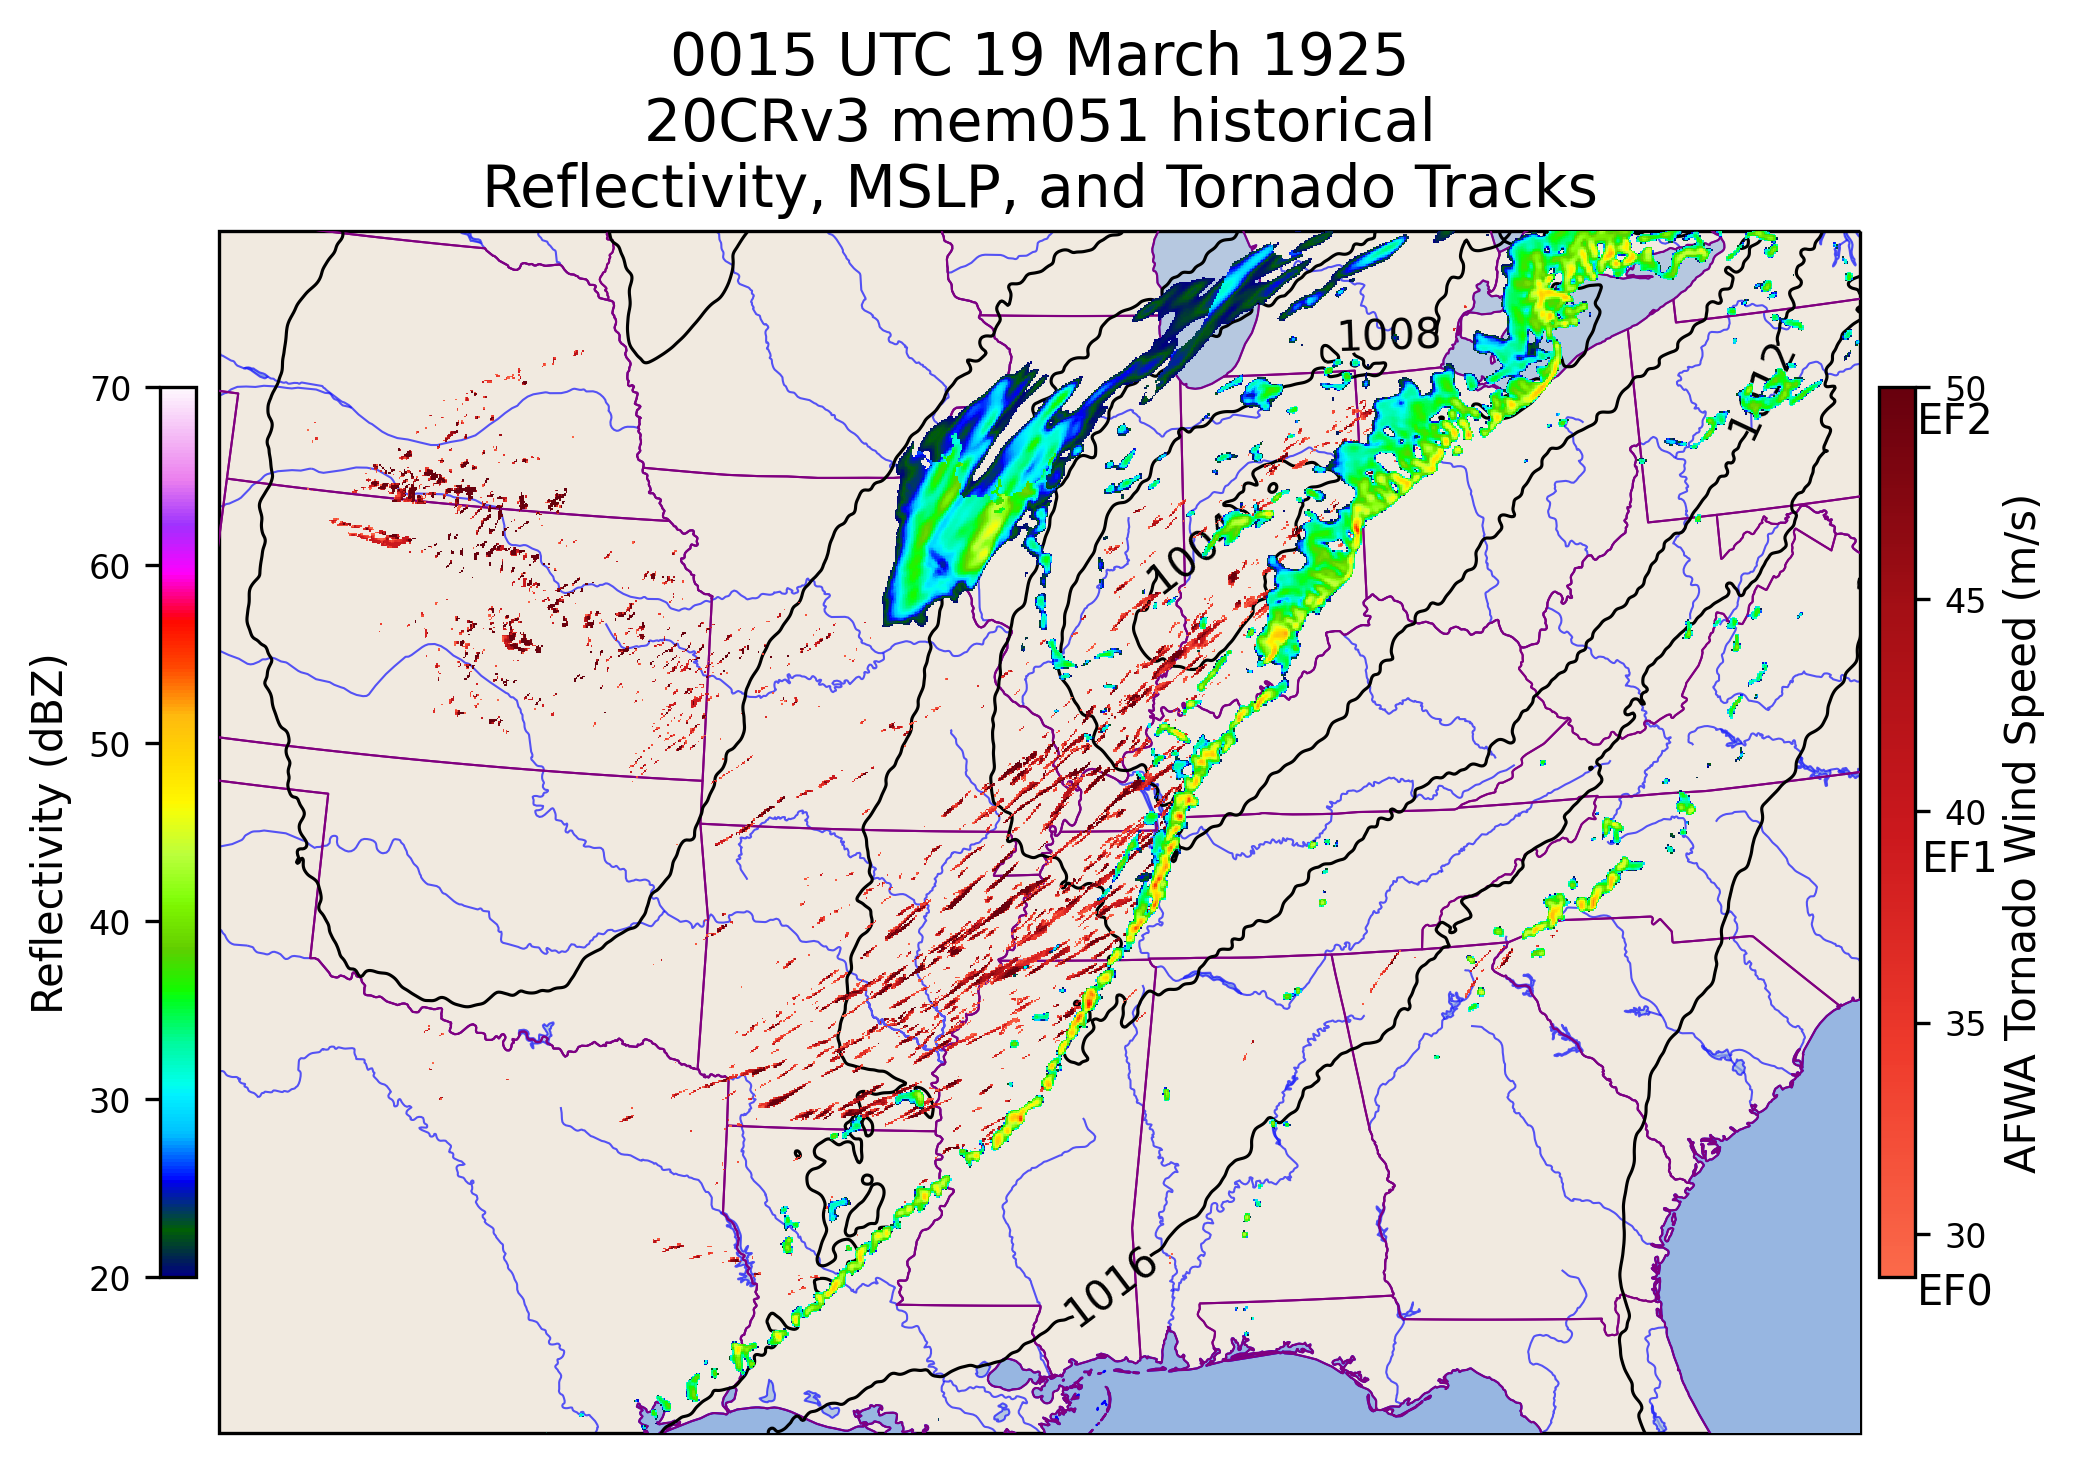 0015 UTC 19 March 1925
20CRv3 mem051 historical
Reflectivity, MSLP, and Tornado Tracks
Reflectivity (dBZ)
70
60
50
40
30
20
1008
1012
1004
1016
50
EF2
45
40
EF1
35
30
EF0
AFWA Tornado Wind Speed (m/s)